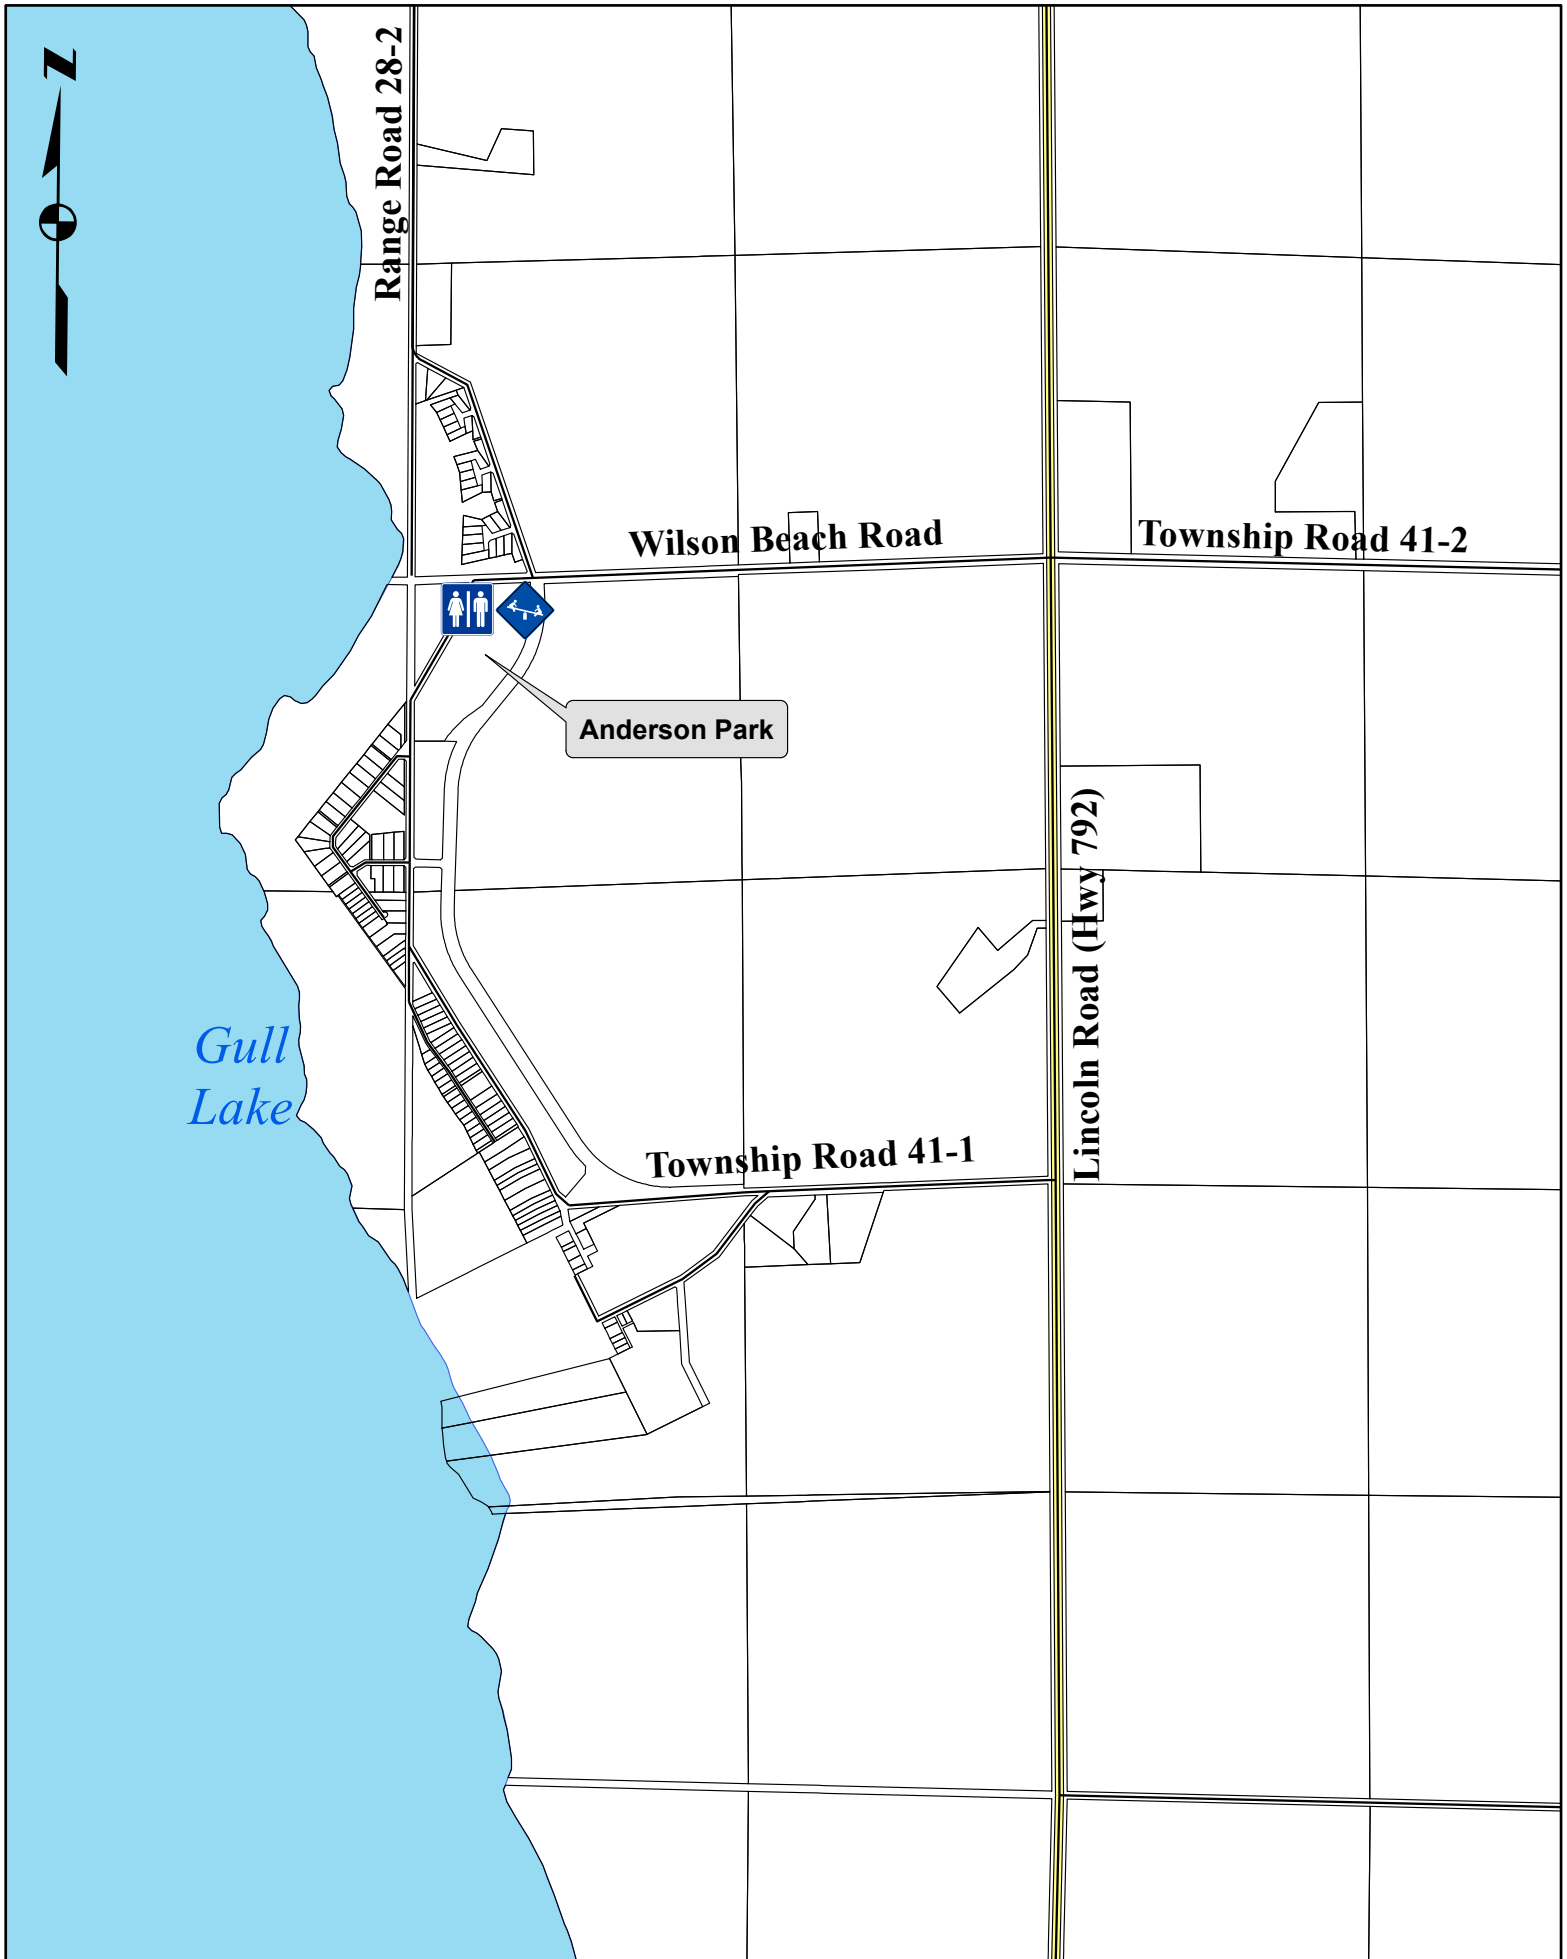 N
Range Road 28-2
Wilson Beach Road
Township Road 41-2
Anderson Park
Lincoln Road (Hwy 792)
Gull
Lake
Township Road 41-1